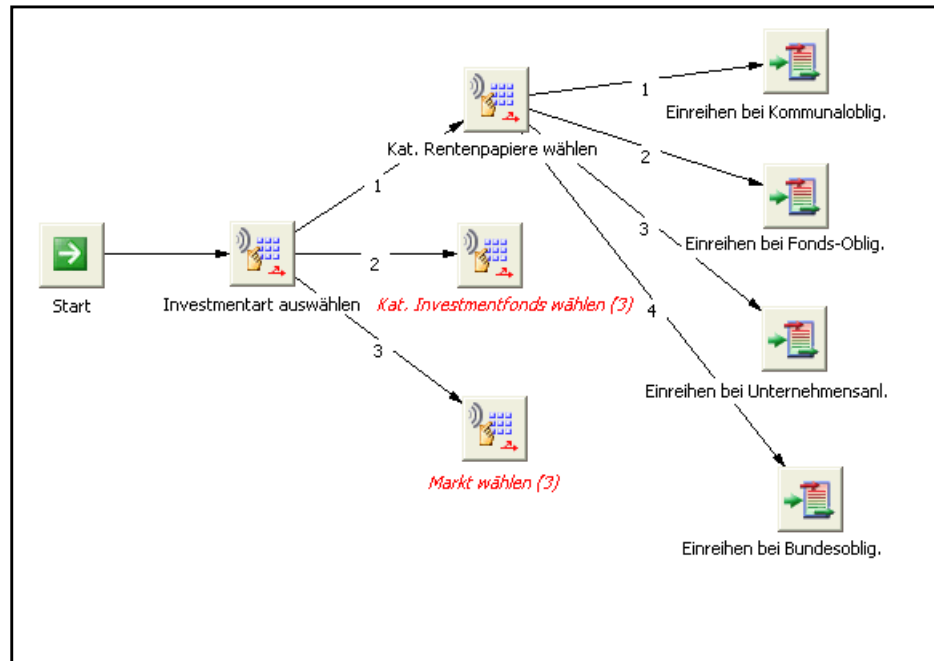 1
Einreihen bei Kommunaloblig.
Kat. Rentenpapiere wählen
2
1
Einreihen bei Fonds-Oblig.
3
Start
Investmentart auswählen
2
Kat. Investmentfonds wählen (3)
4
3
Einreihen bei Unternehmensanl.
Markt wählen (3)
Einreihen bei Bundesoblig.